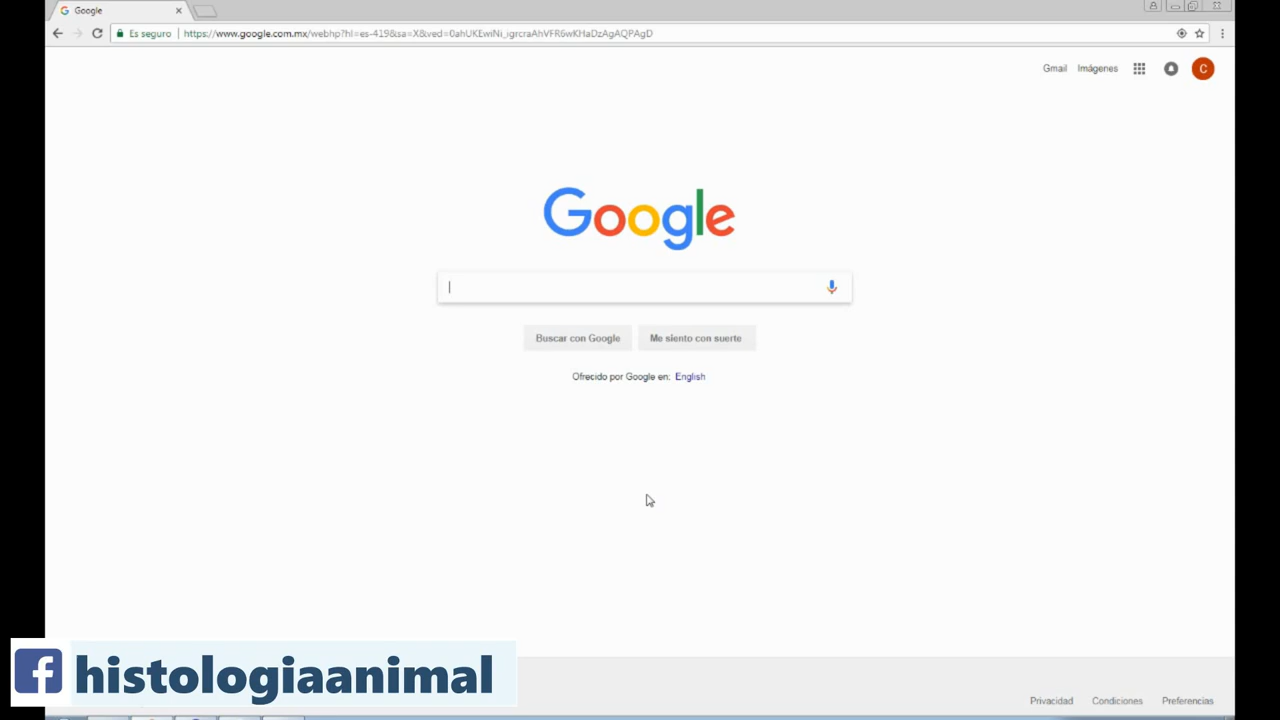 Google
Es seguro
https://www.google.com.mx/webhp?hl=es-419&sa=X&ved=0ahUKEwiNi_igrcraAhVFR6wKHaDzAgAQPAgD
Gmail Imágenes C
Google
Buscar con Google Me siento con suerte
Ofrecido por Google en: English
f histologiaanimal
Privacidad Condiciones Preferencias